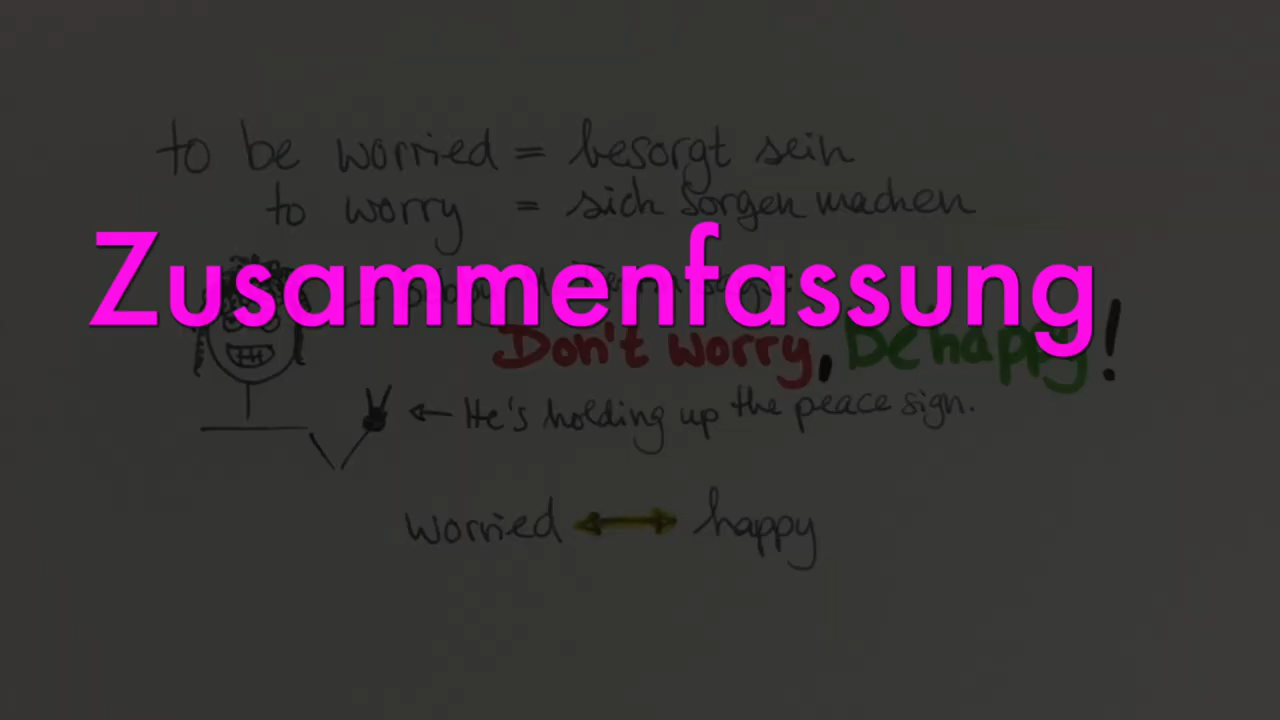 to be worried = besorgt sein
to worry = sich Sorgen machen
Zusammenfassung
Don't worry, be happy!
He's holding up the peace sign.
worried ↔ happy